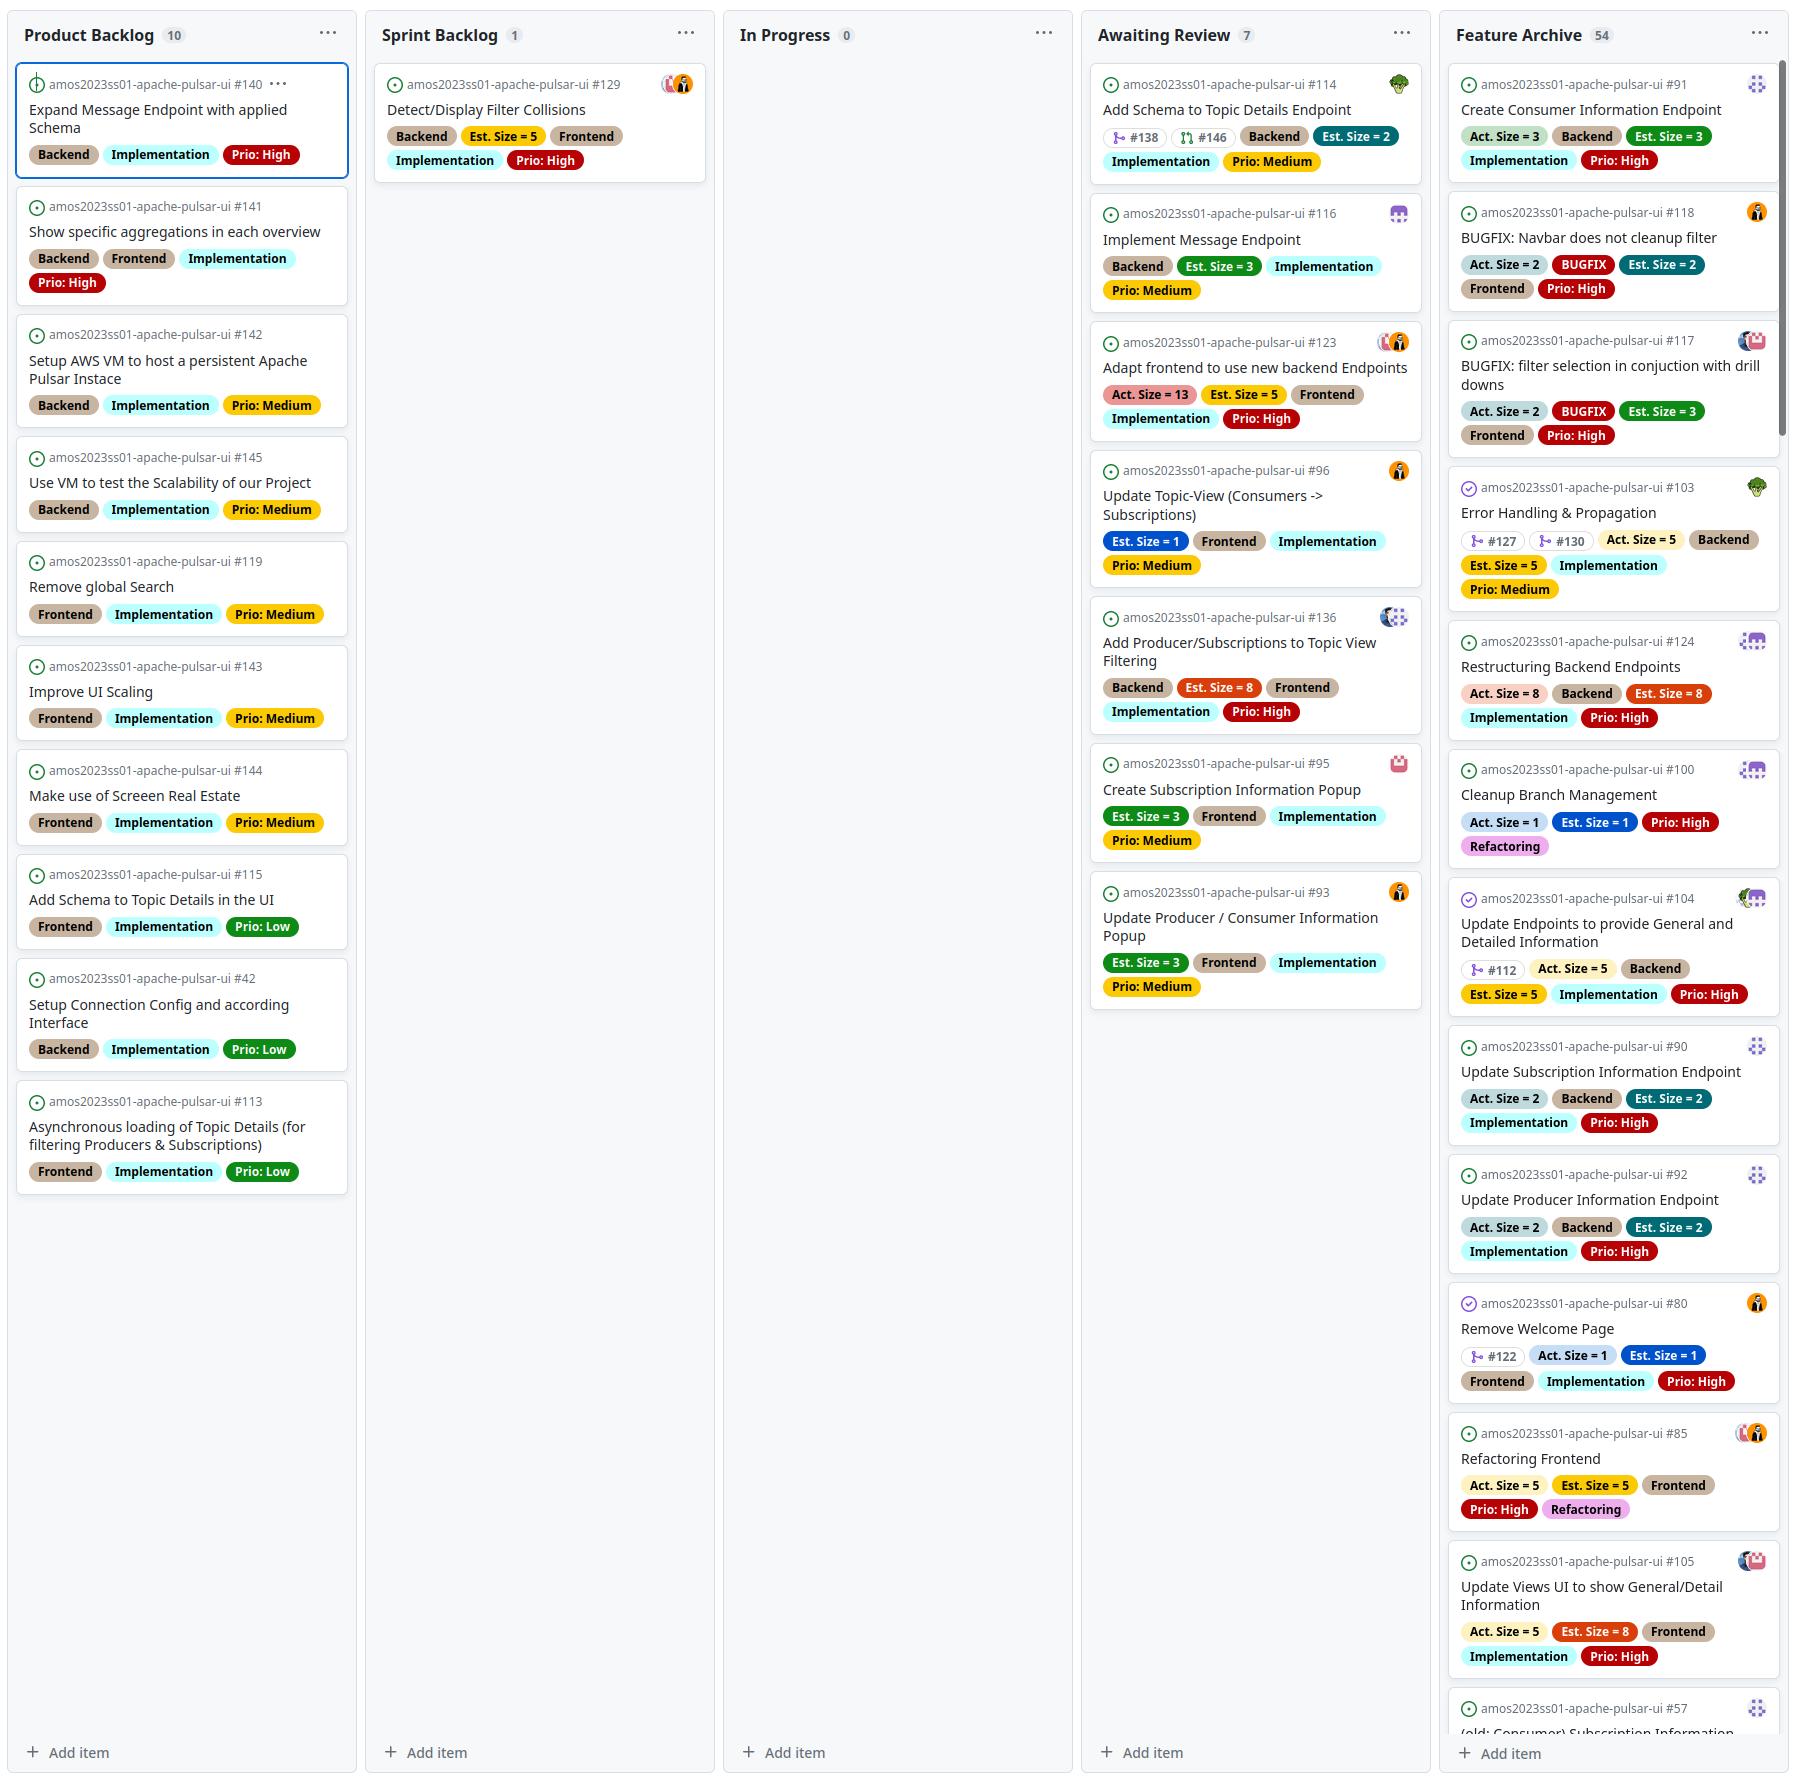 Product Backlog 10
amos2023ss01-apache-pulsar-ui #140
Expand Message Endpoint with applied
Schema
Backend Implementation Prio: High
amos2023ss01-apache-pulsar-ui #141
Show specific aggregations in each overview
Backend Frontend Implementation
Prio: High
amos2023ss01-apache-pulsar-ui #142
Setup AWS VM to host a persistent Apache
Pulsar Instace
Backend Implementation Prio: Medium
amos2023ss01-apache-pulsar-ui #145
Use VM to test the Scalability of our Project
Backend Implementation Prio: Medium
amos2023ss01-apache-pulsar-ui #119
Remove global Search
Frontend Implementation Prio: Medium
amos2023ss01-apache-pulsar-ui #143
Improve UI Scaling
Frontend Implementation Prio: Medium
amos2023ss01-apache-pulsar-ui #144
Make use of Screeen Real Estate
Frontend Implementation Prio: Medium
amos2023ss01-apache-pulsar-ui #115
Add Schema to Topic Details in the UI
Frontend Implementation Prio: Low
amos2023ss01-apache-pulsar-ui #42
Setup Connection Config and according
Interface
Backend Implementation Prio: Low
amos2023ss01-apache-pulsar-ui #113
Asynchronous loading of Topic Details (for
filtering Producers & Subscriptions)
Frontend Implementation Prio: Low
+ Add item
Sprint Backlog 1
amos2023ss01-apache-pulsar-ui #129
Detect/Display Filter Collisions
Backend Est. Size = 5 Frontend
Implementation Prio: High
+ Add item
In Progress 0
+ Add item
Awaiting Review 7
amos2023ss01-apache-pulsar-ui #114
Add Schema to Topic Details Endpoint
#138 #146 Backend Est. Size = 2
Implementation Prio: Medium
amos2023ss01-apache-pulsar-ui #116
Implement Message Endpoint
Backend Est. Size = 3 Implementation
Prio: Medium
amos2023ss01-apache-pulsar-ui #123
Adapt frontend to use new backend Endpoints
Act. Size = 13 Est. Size = 5 Frontend
Implementation Prio: High
amos2023ss01-apache-pulsar-ui #96
Update Topic-View (Consumers ->
Subscriptions)
Est. Size = 1 Frontend Implementation
Prio: Medium
amos2023ss01-apache-pulsar-ui #136
Add Producer/Subscriptions to Topic View
Filtering
Backend Est. Size = 8 Frontend
Implementation Prio: High
amos2023ss01-apache-pulsar-ui #95
Create Subscription Information Popup
Est. Size = 3 Frontend Implementation
Prio: Medium
amos2023ss01-apache-pulsar-ui #93
Update Producer / Consumer Information
Popup
Est. Size = 3 Frontend Implementation
Prio: Medium
+ Add item
Feature Archive 54
amos2023ss01-apache-pulsar-ui #91
Create Consumer Information Endpoint
Act. Size = 3 Backend Est. Size = 3
Implementation Prio: High
amos2023ss01-apache-pulsar-ui #118
BUGFIX: Navbar does not cleanup filter
Act. Size = 2 BUGFIX Est. Size = 2
Frontend Prio: High
amos2023ss01-apache-pulsar-ui #117
BUGFIX: filter selection in conjuction with drill
downs
Act. Size = 2 BUGFIX Est. Size = 3
Frontend Prio: High
amos2023ss01-apache-pulsar-ui #103
Error Handling & Propagation
#127 #130 Act. Size = 5 Backend
Est. Size = 5 Implementation
Prio: Medium
amos2023ss01-apache-pulsar-ui #124
Restructuring Backend Endpoints
Act. Size = 8 Backend Est. Size = 8
Implementation Prio: High
amos2023ss01-apache-pulsar-ui #100
Cleanup Branch Management
Act. Size = 1 Est. Size = 1 Prio: High
Refactoring
amos2023ss01-apache-pulsar-ui #104
Update Endpoints to provide General and
Detailed Information
#112 Act. Size = 5 Backend
Est. Size = 5 Implementation Prio: High
amos2023ss01-apache-pulsar-ui #90
Update Subscription Information Endpoint
Act. Size = 2 Backend Est. Size = 2
Implementation Prio: High
amos2023ss01-apache-pulsar-ui #92
Update Producer Information Endpoint
Act. Size = 2 Backend Est. Size = 2
Implementation Prio: High
amos2023ss01-apache-pulsar-ui #80
Remove Welcome Page
#122 Act. Size = 1 Est. Size = 1
Frontend Implementation Prio: High
amos2023ss01-apache-pulsar-ui #85
Refactoring Frontend
Act. Size = 5 Est. Size = 5 Frontend
Prio: High Refactoring
amos2023ss01-apache-pulsar-ui #105
Update Views UI to show General/Detail
Information
Act. Size = 5 Est. Size = 8 Frontend
Implementation Prio: High
amos2023ss01-apache-pulsar-ui #57
(old: Consumer) Subscription Information
+ Add item